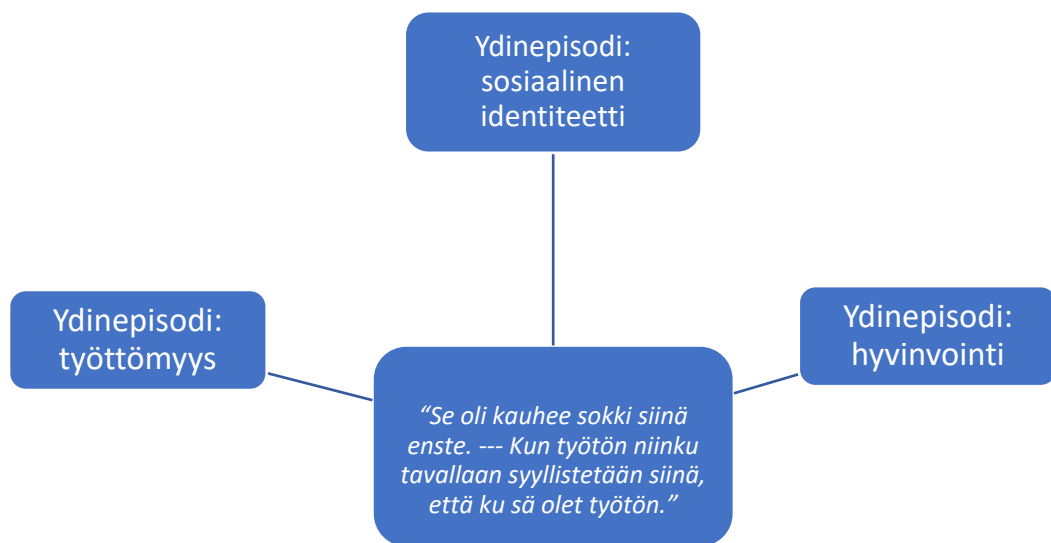 Ydinepisodi:
sosiaalinen
identiteetti
Ydinepisodi:
työttömyys
Ydinepisodi:
hyvinvointi
“Se oli kauhee sokki siinä
enste. --- Kun työtön niinku
tavallaan syyllistetään siinä,
että ku sä olet työtön.”